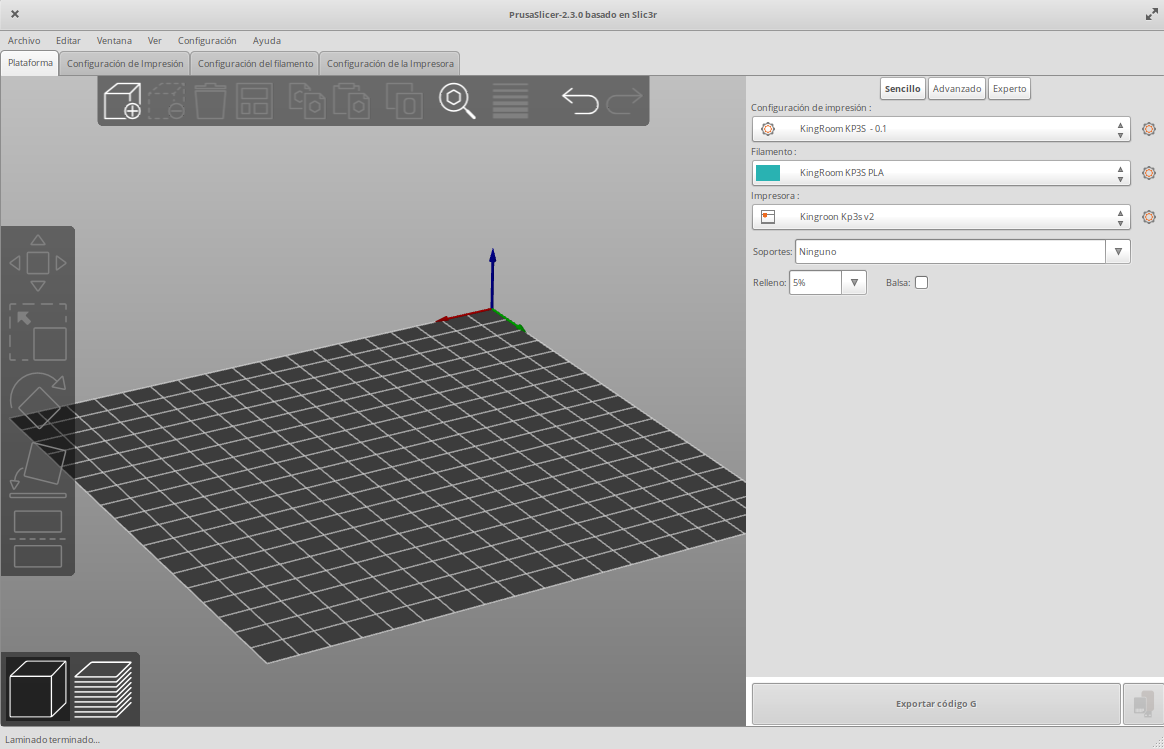 PrusaSlicer-2.3.0 basado en Slic3r
Archivo Editar Ventana Ver Configuración Ayuda
Plataforma Configuración de Impresión Configuración del filamento Configuración de la Impresora
Sencillo Avanzado Experto
Configuración de impresión :
KingRoom KP3S - 0.1
Filamento :
KingRoom KP3S PLA
Impresora :
Kingroon Kp3s v2
Soportes: Ninguno
Relleno: 5% Balsa:
Exportar código G
Laminado terminado...